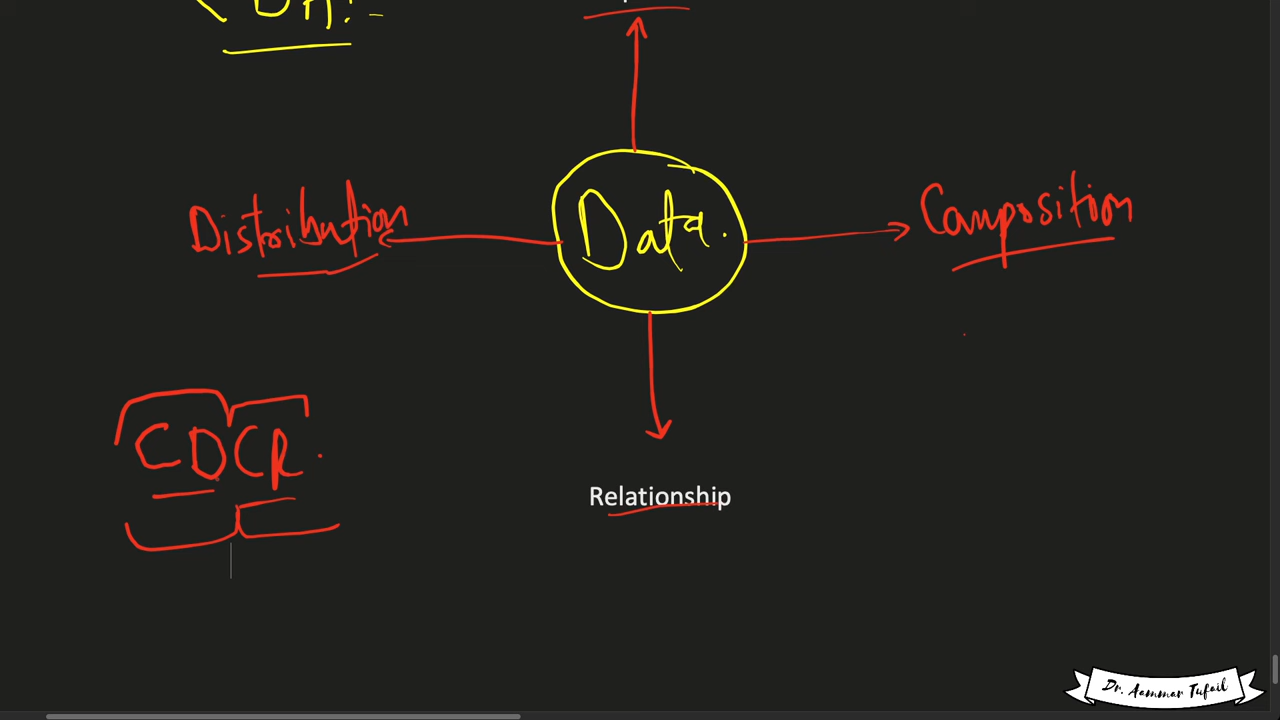 Distribution
Data.
Composition
CDCR.
Relationship
Dr. Aammar Tufail